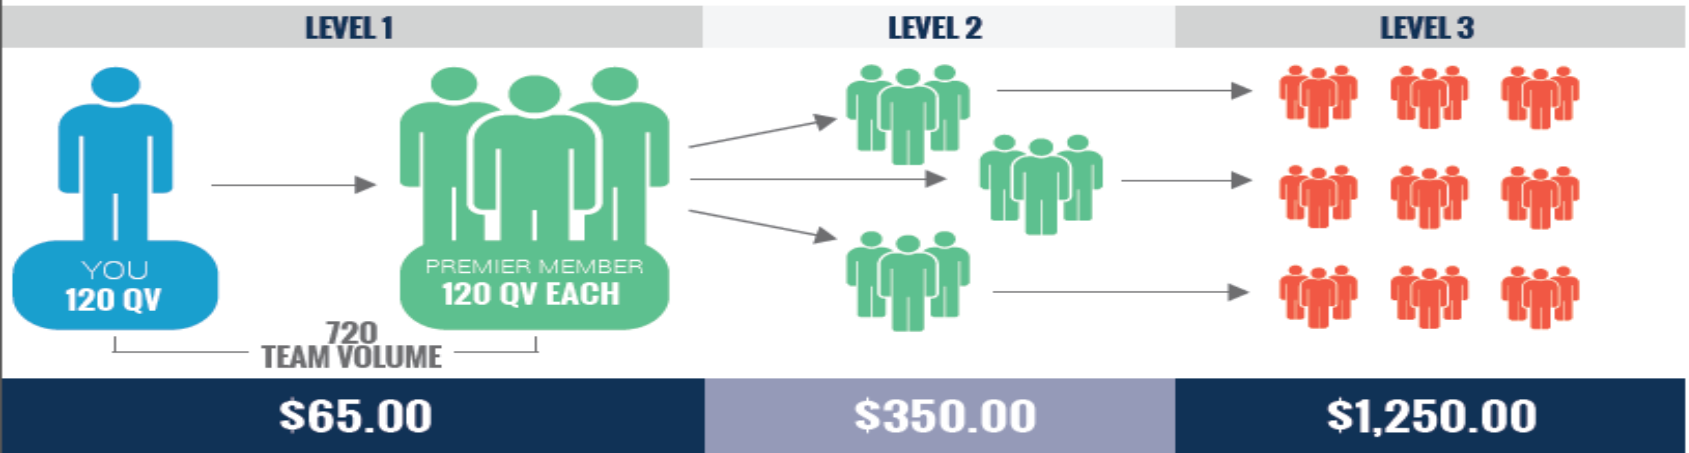 LEVEL 1
LEVEL 2
LEVEL 3
YOU
120 QV
PREMIER MEMBER
120 QV EACH
720
TEAM VOLUME
$65.00
$350.00
$1,250.00